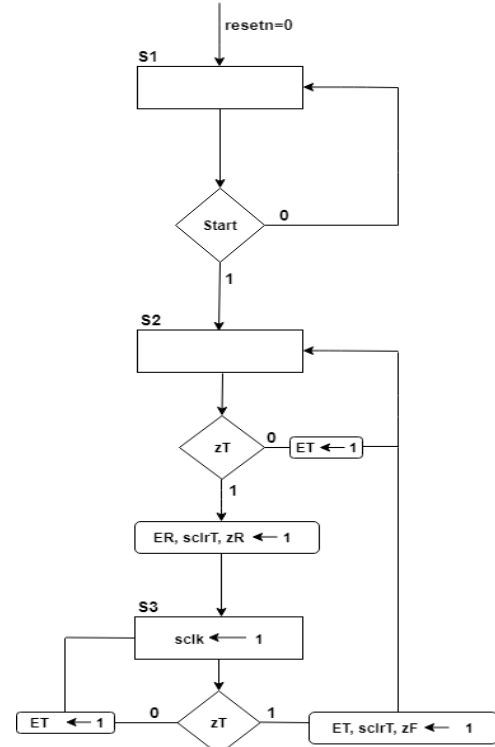 resetn=0
S1
Start
0
1
S2
zT
0
ET ← 1
1
ER, sclrT, zR ← 1
S3
sclk ← 1
zT
0
1
ET ← 1
ET, sclrT, zF ← 1